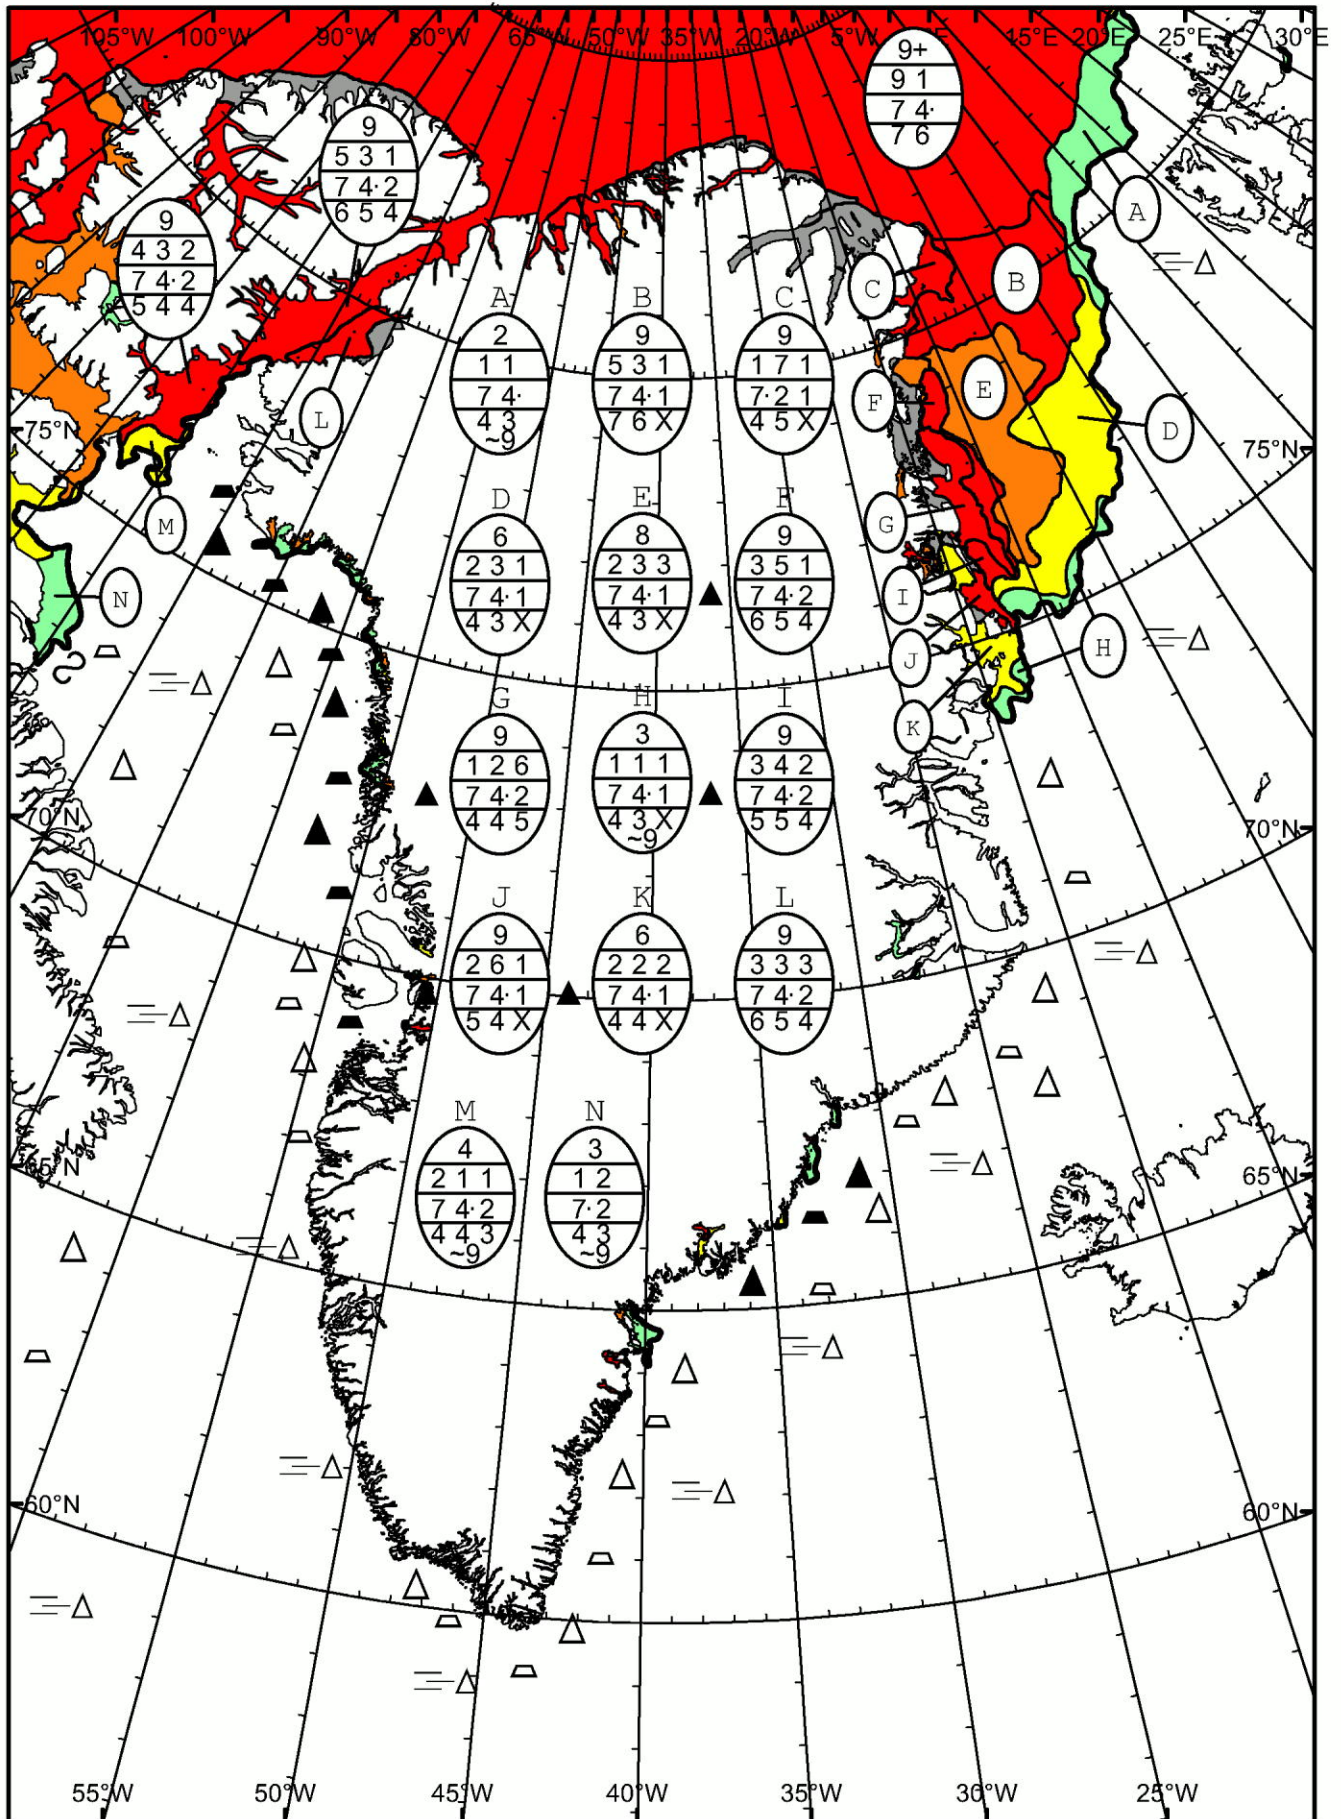 105°W 100°W 90°W 80°W 65°W 50°W 35°W 20°W 5°W 15°E 20°E 25°E 30°E
9+
9 1
7 4·
7 6
9
5 3 1
7 4·2
6 5 4
9
4 3 2
7 4·2
5 4 4
A
B
C
A B C
2 9 9
1 1 5 3 1 1 7 1
7 4· 7 4·1 7·2 1
4 3 7 6 X 4 5 X
~9
E
F
L
D
75°N 75°N
D E F
6 8 9
2 3 1 2 3 3 3 5 1
7 4·1 7 4·1 7 4·2
4 3 X 4 3 X 6 5 4
G
M
N
I
J
H
K
G H I
9 3 9
1 2 6 1 1 1 3 4 2
7 4·2 7 4·1 7 4·2
4 4 5 4 3 X 5 5 4
~9
70°N 70°N
J K L
9 6 9
2 6 1 2 2 2 3 3 3
7 4·1 7 4·1 7 4·2
5 4 X 4 4 X 6 5 4
M N
4 3
2 1 1 1 2
7 4·2 7·2
4 4 3 4 3
~9 ~9
65°N 65°N
60°N 60°N
55°W 50°W 45°W 40°W 35°W 30°W 25°W